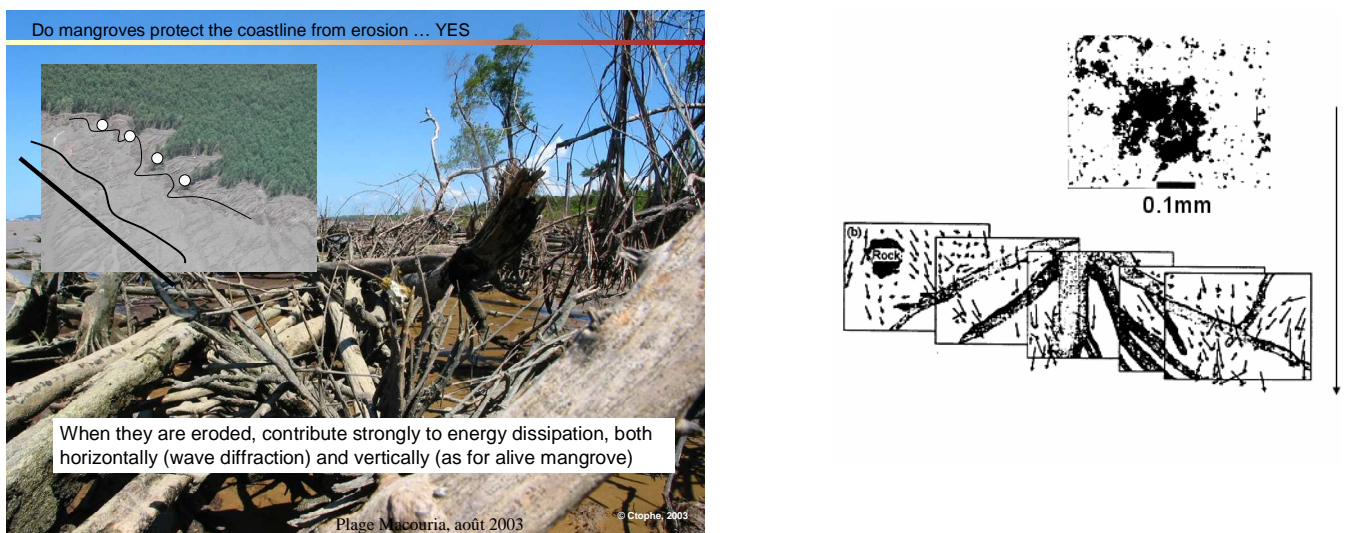 Do mangroves protect the coastline from erosion … YES
When they are eroded, contribute strongly to energy dissipation, both
horizontally (wave diffraction) and vertically (as for alive mangrove)
Plage Macouria, août 2003
© Ctophe, 2003
0.1mm
(b)
Rock